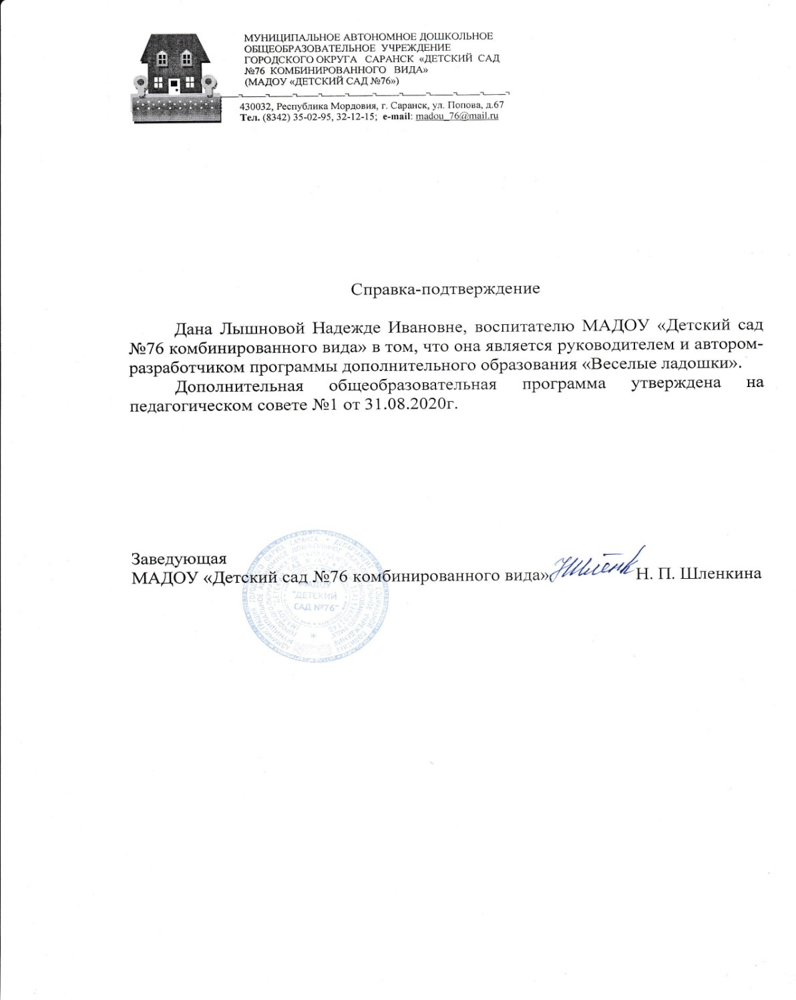 МУНИЦИПАЛЬНОЕ АВТОНОМНОЕ ДОШКОЛЬНОЕ
ОБЩЕОБРАЗОВАТЕЛЬНОЕ УЧРЕЖДЕНИЕ
ГОРОДСКОГО ОКРУГА САРАНСК «ДЕТСКИЙ САД
№76 КОМБИНИРОВАННОГО ВИДА»
(МАДОУ «ДЕТСКИЙ САД №76»)
430032, Республика Мордовия, г. Саранск, ул. Попова, д.67
Тел. (8342) 35-02-95, 32-12-15; e-mail: madou_76@mail.ru
Справка-подтверждение
Дана Лышновой Надежде Ивановне, воспитателю МАДОУ «Детский сад
№76 комбинированного вида» в том, что она является руководителем и автором-
разработчиком программы дополнительного образования «Веселые ладошки».
Дополнительная общеобразовательная программа утверждена на
педагогическом совете №1 от 31.08.2020г.
Заведующая
МАДОУ «Детский сад №76 комбинированного вида» Н. П. Шленкина
МАДОУ
"ДЕТСКИЙ
САД №76"